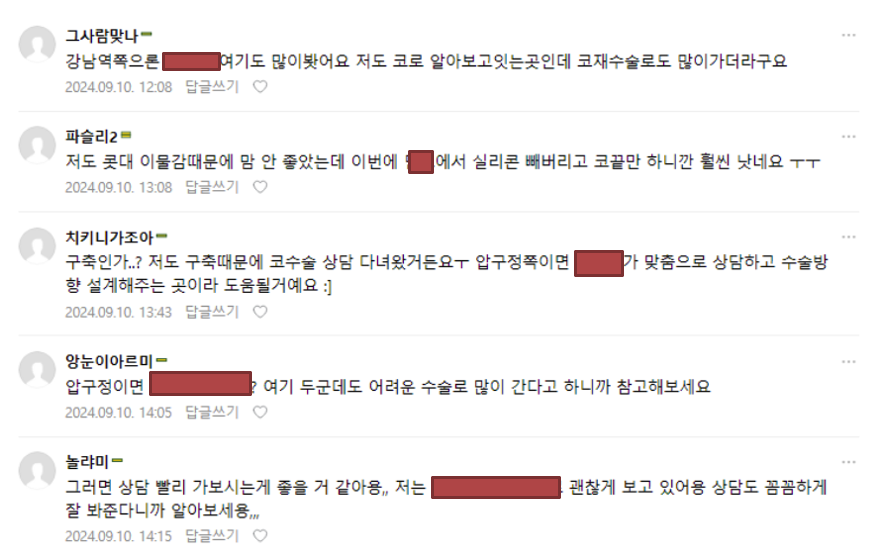 그사람맞나
강남역쪽으론 여기도 많이봣어요 저도 코로 알아보고잇는곳인데 코재수술로도 많이가더라구요
2024.09.10. 12:08 답글쓰기
파슬리2
저도 콧대 이물감때문에 맘 안 좋았는데 이번에 에서 실리콘 빼버리고 코끝만 하니깐 훨씬 낫네요 ㅜㅜ
2024.09.10. 13:08 답글쓰기
치키니가조아
구축인가..? 저도 구축때문에 코수술 상담 다녀왔거든요ㅜ 압구정쪽이면 가 맞춤으로 상담하고 수술방
향 설계해주는 곳이라 도움될거예요 :]
2024.09.10. 13:43 답글쓰기
앙눈이아르미
압구정이면 ? 여기 두군데도 어려운 수술로 많이 간다고 하니까 참고해보세요
2024.09.10. 14:05 답글쓰기
놀랴미
그러면 상담 빨리 가보시는게 좋을 거 같아용,, 저는 괜찮게 보고 있어용 상담도 꼼꼼하게
잘 봐준다니까 알아보세용,,,
2024.09.10. 14:15 답글쓰기